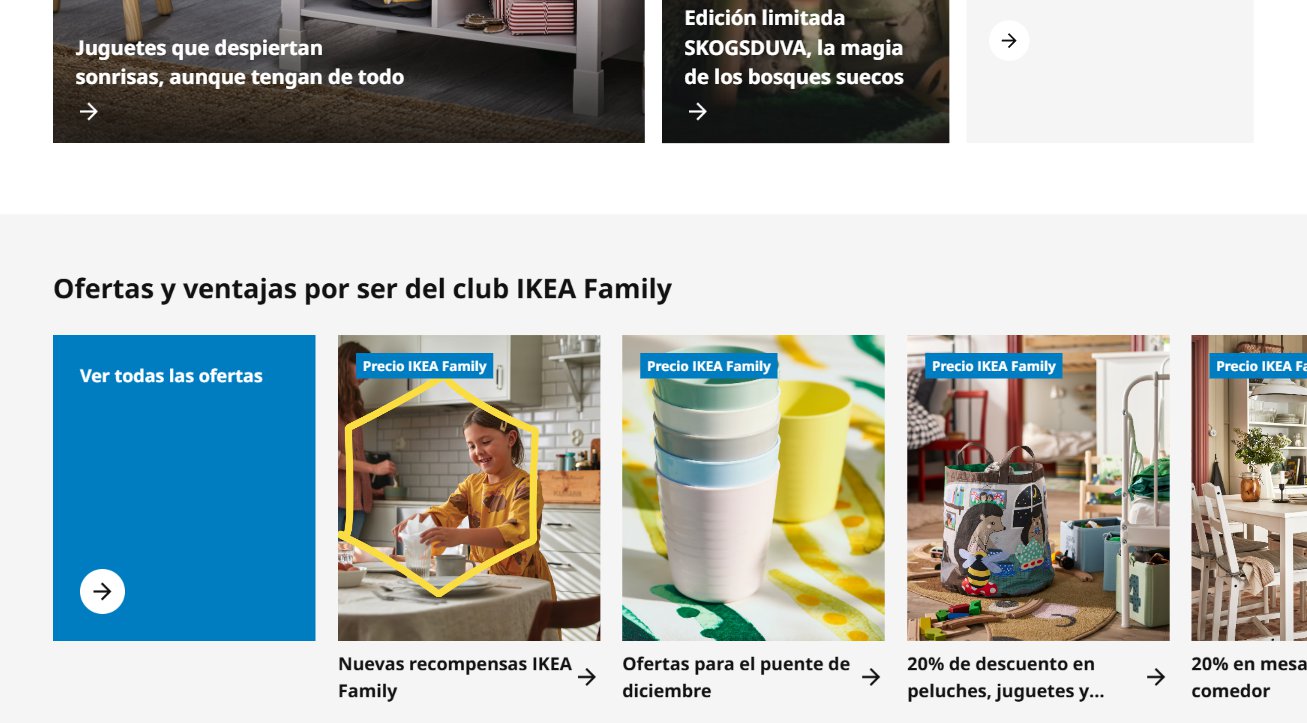 Juguetes que despiertan
sonrisas, aunque tengan de todo
Edición limitada
SKOGSDUVA, la magia
de los bosques suecos
Ofertas y ventajas por ser del club IKEA Family
Ver todas las ofertas
Precio IKEA Family
Nuevas recompensas IKEA
Family
Precio IKEA Family
Ofertas para el puente de
diciembre
Precio IKEA Family
20% de descuento en
peluches, juguetes y...
Precio IKEA Fa
20% en mesa
comedor